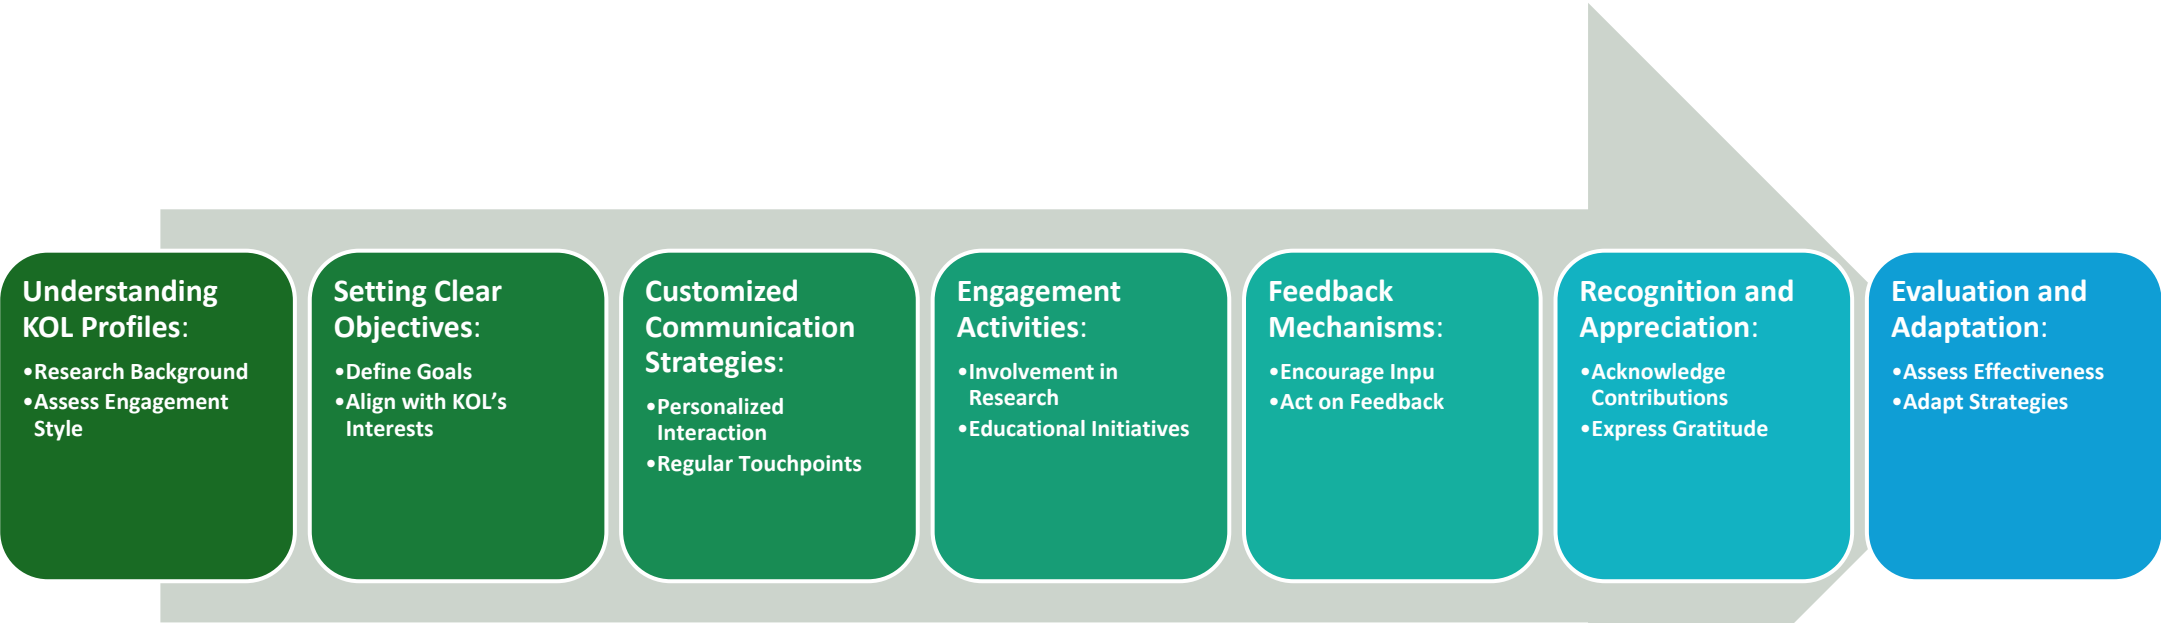 Understanding
KOL Profiles:
•Research Background
•Assess Engagement
Style
Setting Clear
Objectives:
•Define Goals
•Align with KOL’s
Interests
Customized
Communication
Strategies:
•Personalized
Interaction
•Regular Touchpoints
Engagement
Activities:
•Involvement in
Research
•Educational Initiatives
Feedback
Mechanisms:
•Encourage Inpu
•Act on Feedback
Recognition and
Appreciation:
•Acknowledge
Contributions
•Express Gratitude
Evaluation and
Adaptation:
•Assess Effectiveness
•Adapt Strategies